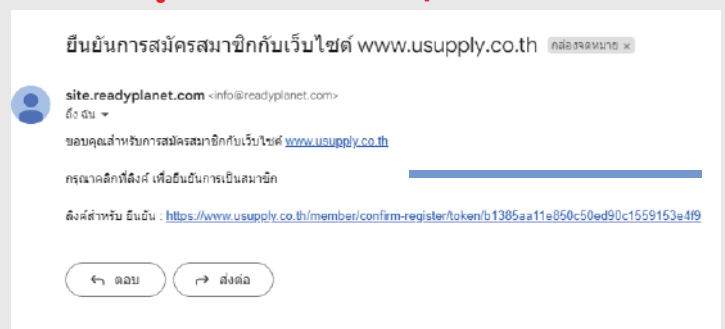 ยืนยันการสมัครสมาชิกกับเว็บไซต์ www.usupply.co.th กล่องจดหมาย ×
site.readyplanet.com <info@readyplanet.com>
ถึง ฉัน
ขอบคุณสำหรับการสมัครสมาชิกกับเว็บไซต์ www.usupply.co.th
กรุณาคลิกที่ลิงค์ เพื่อยืนยันการเป็นสมาชิก
ลิงค์สำหรับ ยืนยัน : https://www.usupply.co.th/member/confirm-register/token/b1385aa11e850c50ed90c1559153e4f9
ตอบ
ส่งต่อ